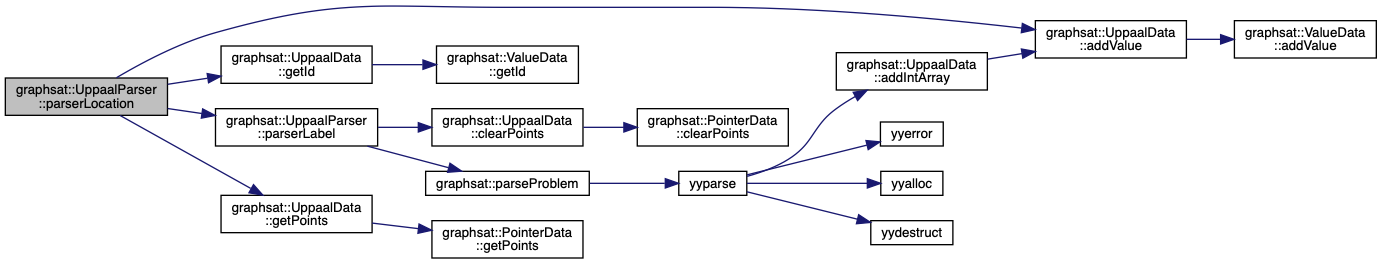 graphsat::UppaalParser
::parserLocation
graphsat::UppaalData
::getId
graphsat::ValueData
::getId
graphsat::UppaalParser
::parserLabel
graphsat::UppaalData
::clearPoints
graphsat::PointerData
::clearPoints
graphsat::parseProblem
yyparse
graphsat::UppaalData
::addIntArray
graphsat::UppaalData
::addValue
graphsat::ValueData
::addValue
yyerror
yyalloc
yydestruct
graphsat::UppaalData
::getPoints
graphsat::PointerData
::getPoints